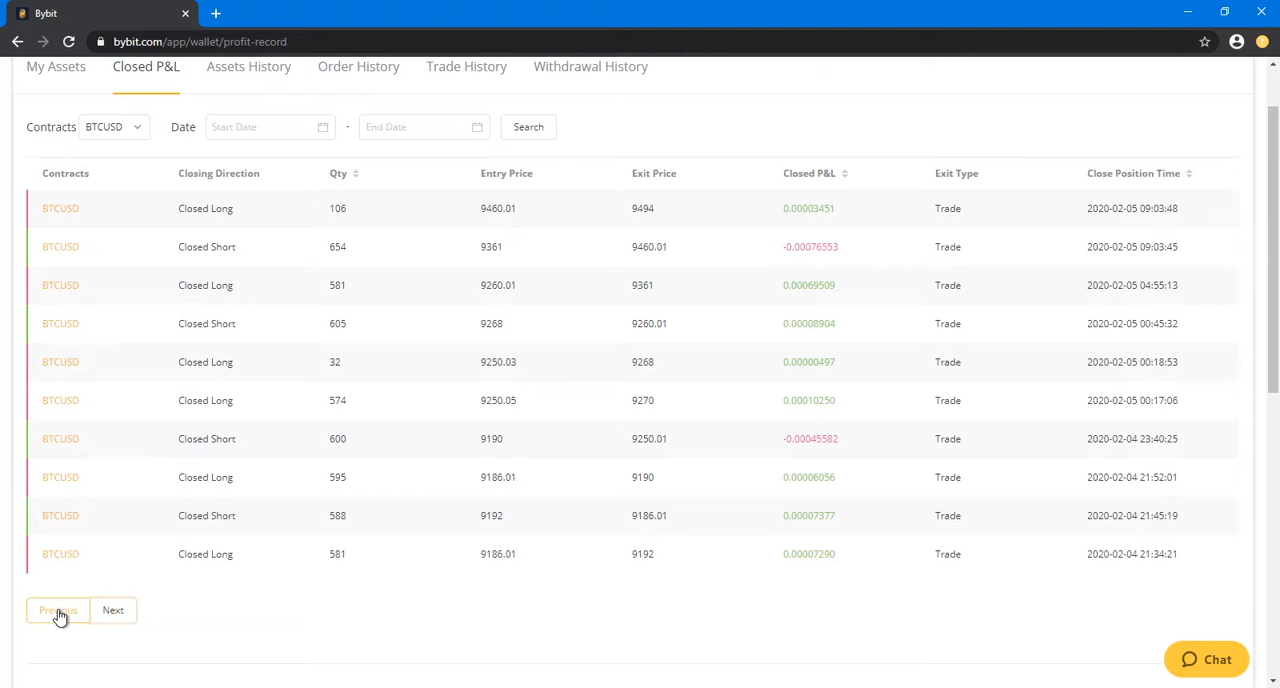 Bybit
bybit.com/app/wallet/profit-record
My Assets Closed P&L Assets History Order History Trade History Withdrawal History
Contracts BTCUSD Date Start Date - End Date Search
Contracts Closing Direction Qty Entry Price Exit Price Closed P&L Exit Type Close Position Time
BTCUSD Closed Long 106 9460.01 9494 0.00003451 Trade 2020-02-05 09:03:48
BTCUSD Closed Short 654 9361 9460.01 -0.00076553 Trade 2020-02-05 09:03:45
BTCUSD Closed Long 581 9260.01 9361 0.00069509 Trade 2020-02-05 04:55:13
BTCUSD Closed Short 605 9268 9260.01 0.00008904 Trade 2020-02-05 00:45:32
BTCUSD Closed Long 32 9250.03 9268 0.00000497 Trade 2020-02-05 00:18:53
BTCUSD Closed Long 574 9250.05 9270 0.00010250 Trade 2020-02-05 00:17:06
BTCUSD Closed Short 600 9190 9250.01 -0.00045582 Trade 2020-02-04 23:40:25
BTCUSD Closed Long 595 9186.01 9190 0.00006056 Trade 2020-02-04 21:52:01
BTCUSD Closed Short 588 9192 9186.01 0.00007377 Trade 2020-02-04 21:45:19
BTCUSD Closed Long 581 9186.01 9192 0.00007290 Trade 2020-02-04 21:34:21
Previous Next
Chat